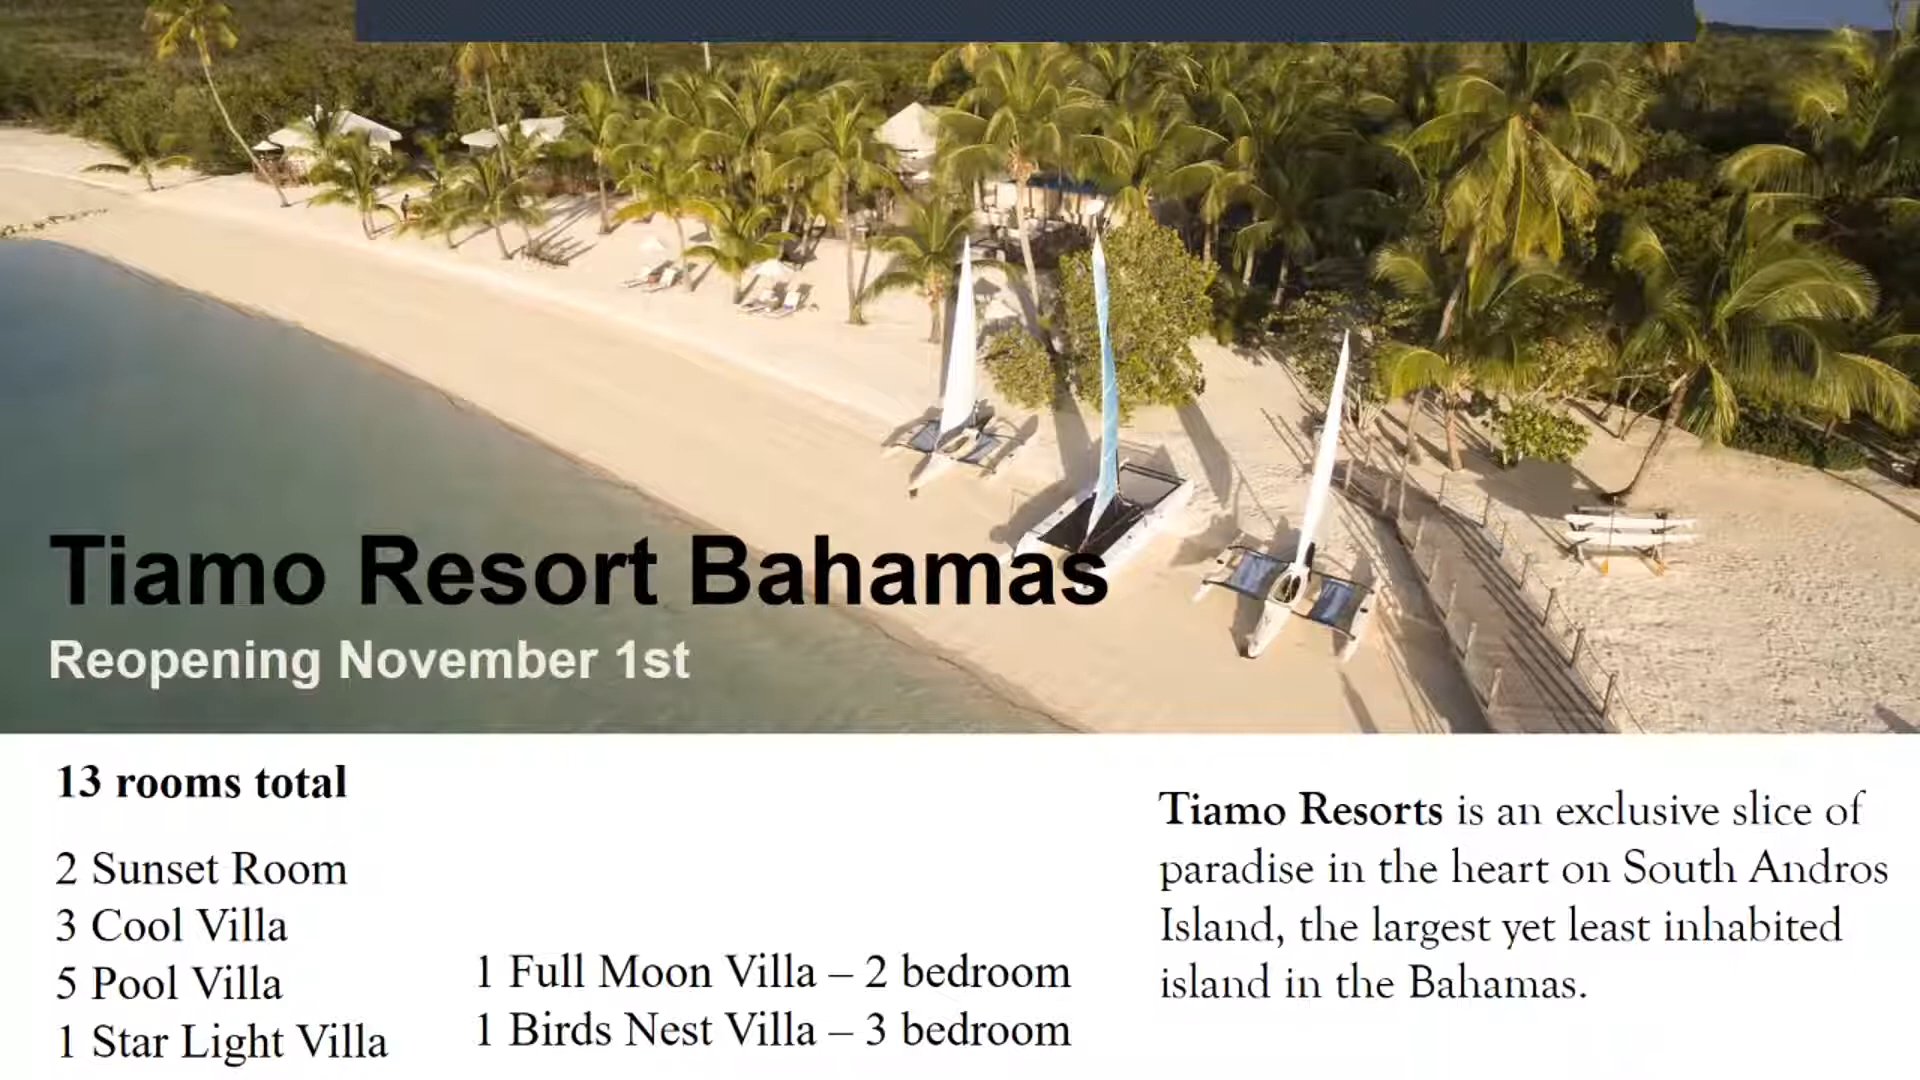 Tiamo Resort Bahamas
Reopening November 1st
13 rooms total
2 Sunset Room
3 Cool Villa
5 Pool Villa
1 Star Light Villa
1 Full Moon Villa – 2 bedroom
1 Birds Nest Villa – 3 bedroom
Tiamo Resorts is an exclusive slice of
paradise in the heart on South Andros
Island, the largest yet least inhabited
island in the Bahamas.